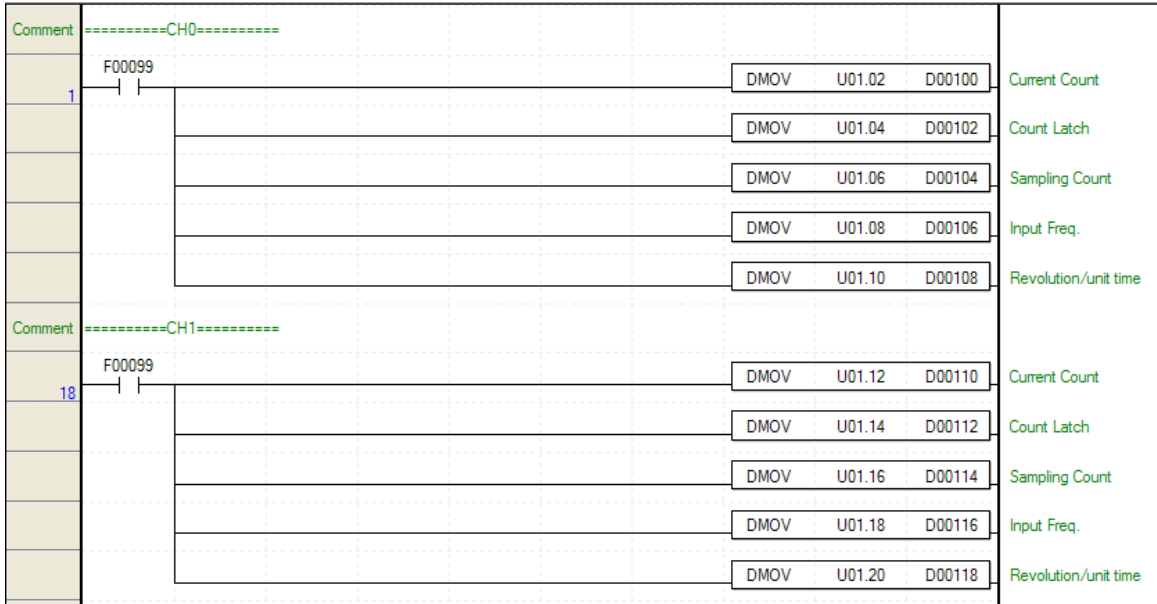 Comment ==========CH0==========
F00099
1 DMOV U01.02 D00100 Current Count
DMOV U01.04 D00102 Count Latch
DMOV U01.06 D00104 Sampling Count
DMOV U01.08 D00106 Input Freq.
DMOV U01.10 D00108 Revolution/unit time
Comment ==========CH1==========
F00099
18 DMOV U01.12 D00110 Current Count
DMOV U01.14 D00112 Count Latch
DMOV U01.16 D00114 Sampling Count
DMOV U01.18 D00116 Input Freq.
DMOV U01.20 D00118 Revolution/unit time